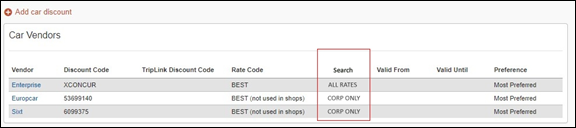 Add car discount
Car Vendors
Vendor Discount Code TripLink Discount Code Rate Code Search Valid From Valid Until Preference
Enterprise XCONCUR BEST ALL RATES Most Preferred
Europcar 53699140 BEST (not used in shops) CORP ONLY Most Preferred
Sixt 6099375 BEST (not used in shops) CORP ONLY Most Preferred